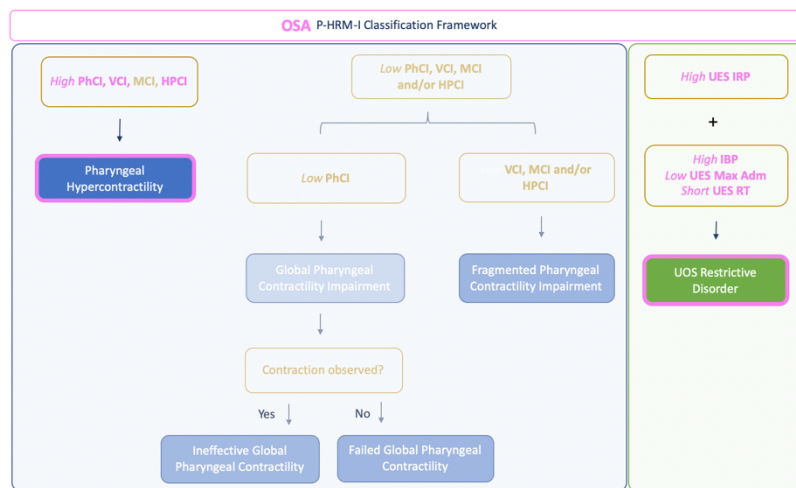 OSA P-HRM-I Classification Framework
High PhCI, VCI, MCI, HPCI
Pharyngeal
Hypercontractility
Low PhCI, VCI, MCI
and/or HPCI
Low PhCI
VCI, MCI and/or
HPCI
Global Pharyngeal
Contractility Impairment
Fragmented Pharyngeal
Contractility Impairment
Contraction observed?
Yes
No
Ineffective Global
Pharyngeal Contractility
Failed Global Pharyngeal
Contractility
High UES IRP
+
High IBP
Low UES Max Adm
Short UES RT
UOS Restrictive
Disorder